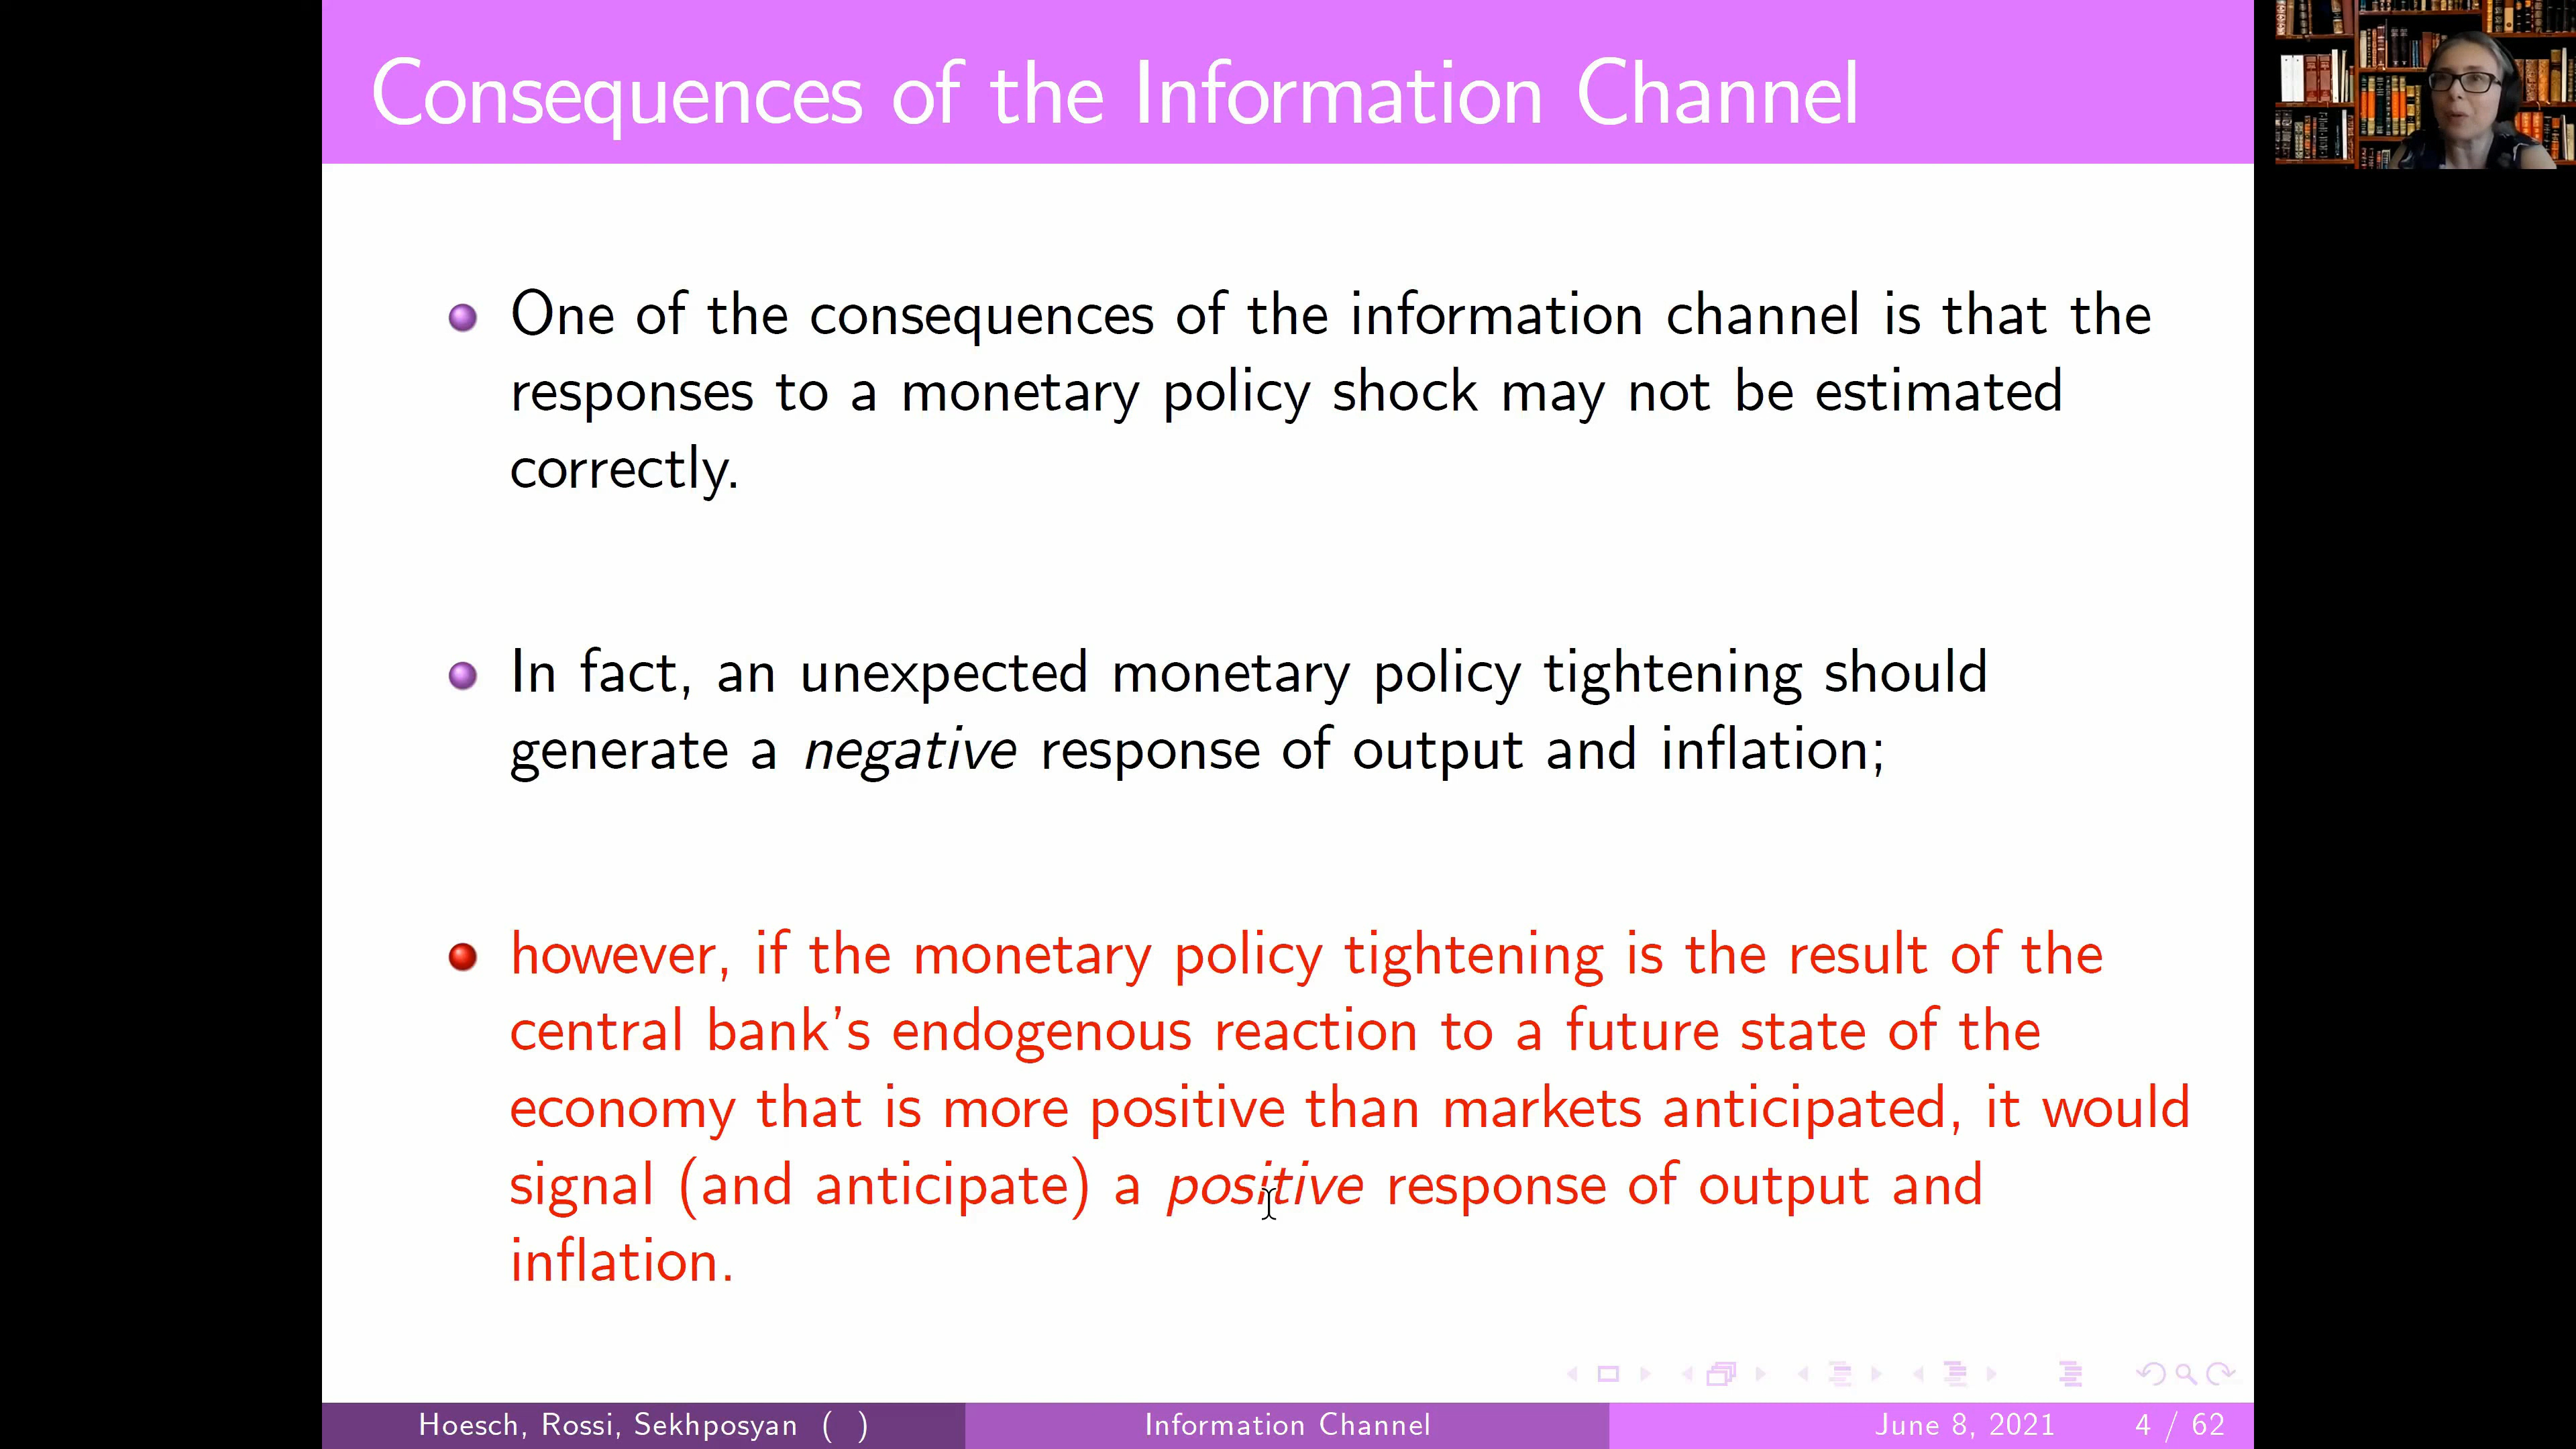 Consequences of the Information Channel
One of the consequences of the information channel is that the
responses to a monetary policy shock may not be estimated
correctly.
In fact, an unexpected monetary policy tightening should
generate a negative response of output and inflation;
however, if the monetary policy tightening is the result of the
central bank's endogenous reaction to a future state of the
economy that is more positive than markets anticipated, it would
signal (and anticipate) a positive response of output and
inflation.
Hoesch, Rossi, Sekhposyan ( ) Information Channel June 8, 2021 4 / 62